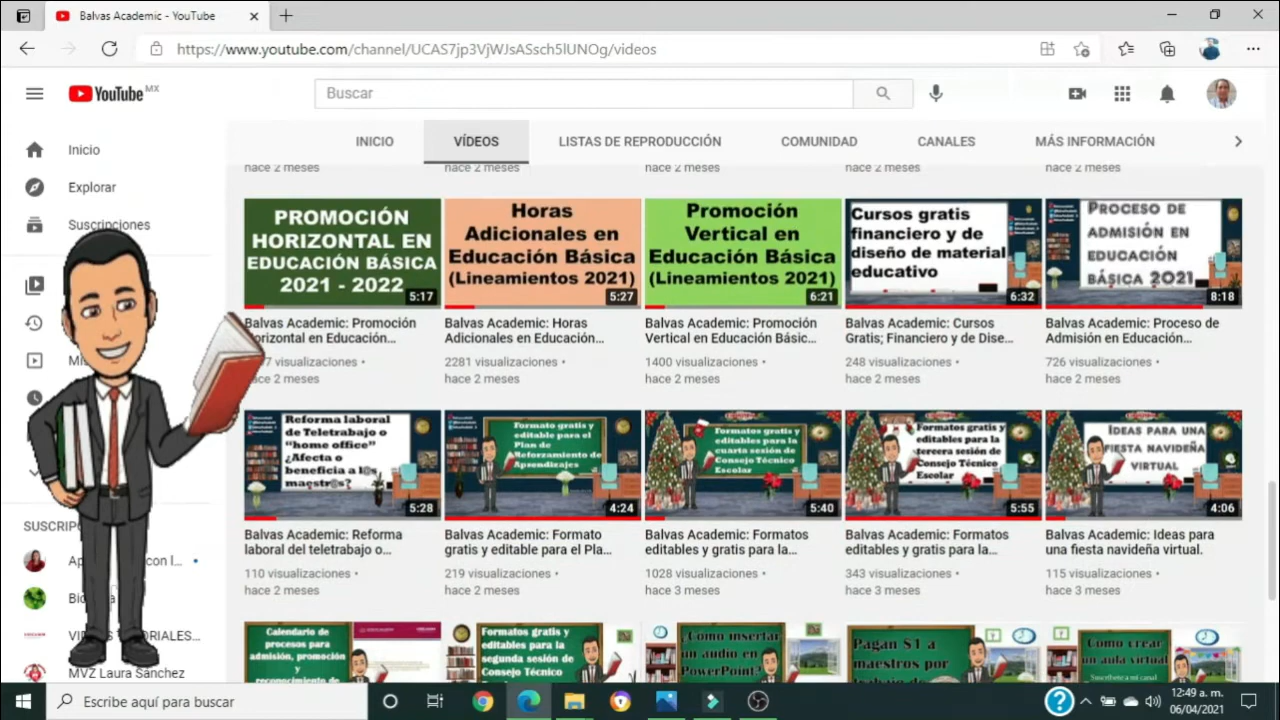 Balvas Academic - YouTube
https://www.youtube.com/channel/UCAS7jp3VjWJsASsch5lUNOg/videos
YouTube MX
Buscar
INICIO VÍDEOS LISTAS DE REPRODUCCIÓN COMUNIDAD CANALES MÁS INFORMACIÓN
Inicio
Explorar
Suscripciones
SUSCRIP
con l...
VI
TORIALES...
MVZ Laura Sánchez
hace 2 meses hace 2 meses hace 2 meses hace 2 meses hace 2 meses
PROMOCIÓN
HORIZONTAL EN
EDUCACIÓN BÁSICA
2021 - 2022
5:17
Horas
Adicionales en
Educación Básica
(Lineamientos 2021)
5:27
Promoción
Vertical en
Educación Básica
(Lineamientos 2021)
6:21
Cursos gratis
financiero y de
diseño de material
educativo
6:32
PROCESO DE
ADMISIÓN EN
EDUCACIÓN
BÁSICA 2021
8:18
Balvas Academic: Promoción
Horizontal en Educación...
7 visualizaciones •
hace 2 meses
Balvas Academic: Horas
Adicionales en Educación...
2281 visualizaciones •
hace 2 meses
Balvas Academic: Promoción
Vertical en Educación Básic...
1400 visualizaciones •
hace 2 meses
Balvas Academic: Cursos
Gratis; Financiero y de Dise...
248 visualizaciones •
hace 2 meses
Balvas Academic: Proceso de
Admisión en Educación...
726 visualizaciones •
hace 2 meses
Reforma laboral
de Teletrabajo o
“home office”
¿Afecta o
beneficia a l@s
maestr@s?
5:28
Formato gratis y
editable para el
Plan de
Reforzamiento de
Aprendizajes
4:24
Formatos gratis y
editables para la
cuarta sesión de
Consejo Técnico
Escolar
5:40
Formatos gratis y
editables para la
tercera sesión de
Consejo Técnico
Escolar
5:55
IDEAS PARA UNA
FIESTA NAVIDEÑA
VIRTUAL
4:06
Balvas Academic: Reforma
laboral del teletrabajo o...
110 visualizaciones •
hace 2 meses
Balvas Academic: Formato
gratis y editable para el Pla...
219 visualizaciones •
hace 2 meses
Balvas Academic: Formatos
editables y gratis para la...
1028 visualizaciones •
hace 3 meses
Balvas Academic: Formatos
editables y gratis para la...
343 visualizaciones •
hace 3 meses
Balvas Academic: Ideas para
una fiesta navideña virtual.
115 visualizaciones •
hace 3 meses
Calendario de
procesos para
admisión, promoción y
reconocimiento de
Formatos gratis y
editables para la
segunda sesión de
Consejo Técnico
¿Cómo insertar
un audio en
PowerPoint?
Pagan $1 a
maestros por
trabajo de
Cómo crear
un aula virtual
Suscríbete a mi canal
Escribe aquí para buscar
12:49 a. m.
06/04/2021